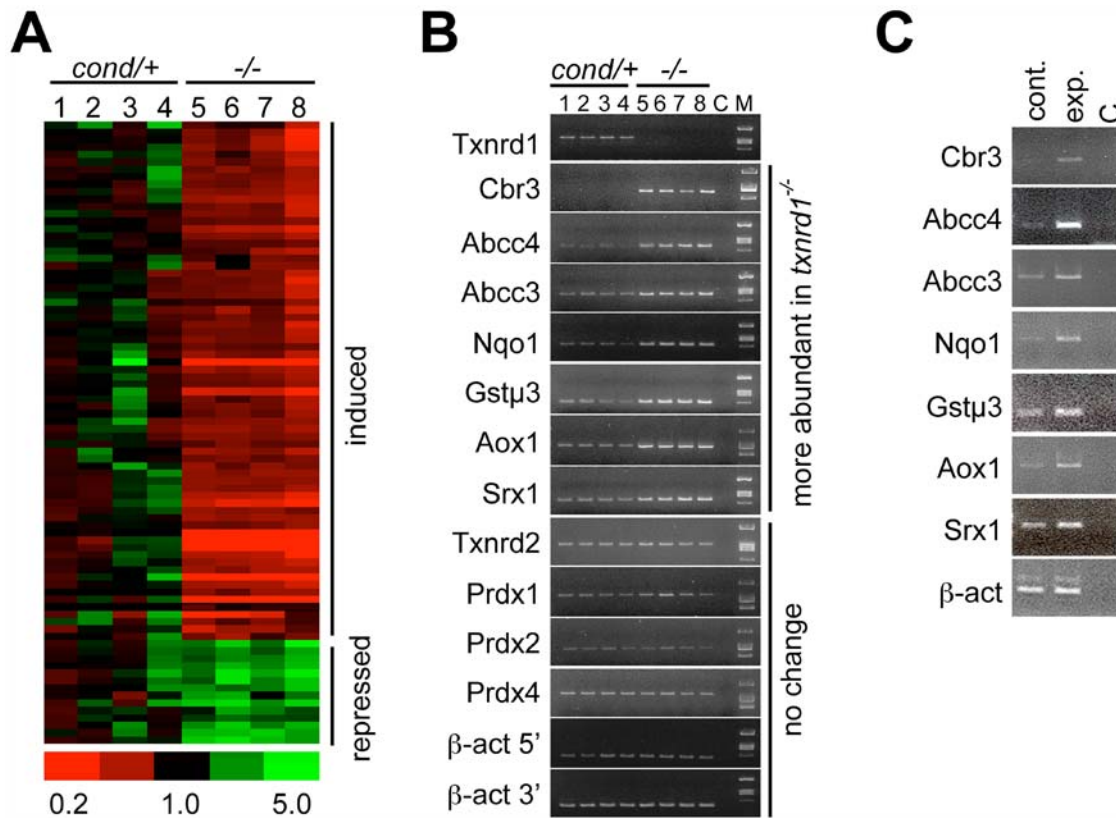 A
cond/+ -/-
1 2 3 4 5 6 7 8
induced
repressed
0.2 1.0 5.0
B
cond/+ -/-
1 2 3 4 5 6 7 8 C M
Txnrd1
Cbr3
Abcc4
Abcc3
Nqo1
Gstμ3
Aox1
Srx1
Txnrd2
Prdx1
Prdx2
Prdx4
β-act 5’
β-act 3’
more abundant in txnrd1-/-
no change
C
cont. exp. C.
Cbr3
Abcc4
Abcc3
Nqo1
Gstμ3
Aox1
Srx1
β-act